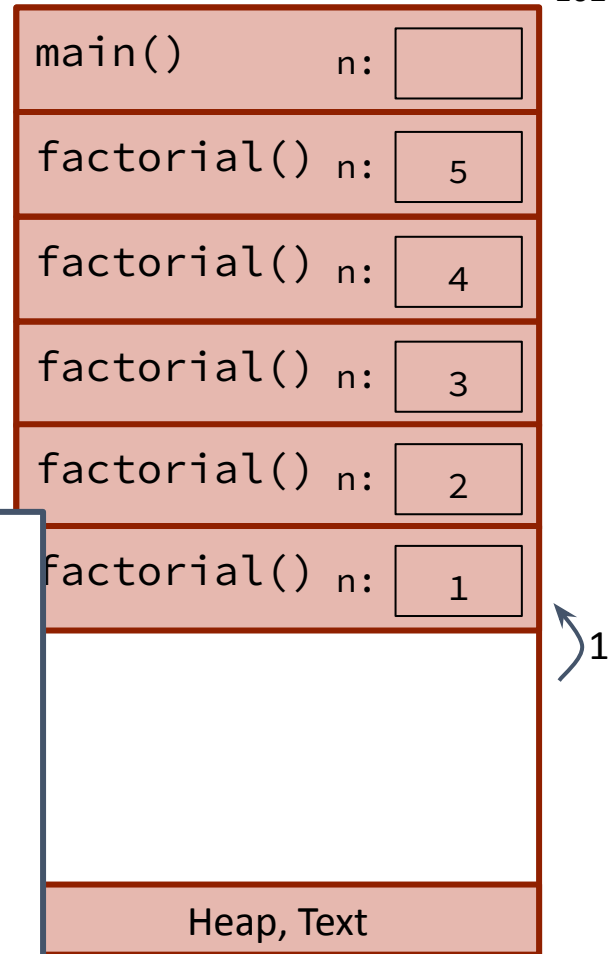 main() n:
factorial() n: 5
factorial() n: 4
factorial() n: 3
factorial() n: 2
factorial() n: 1
1
Heap, Text